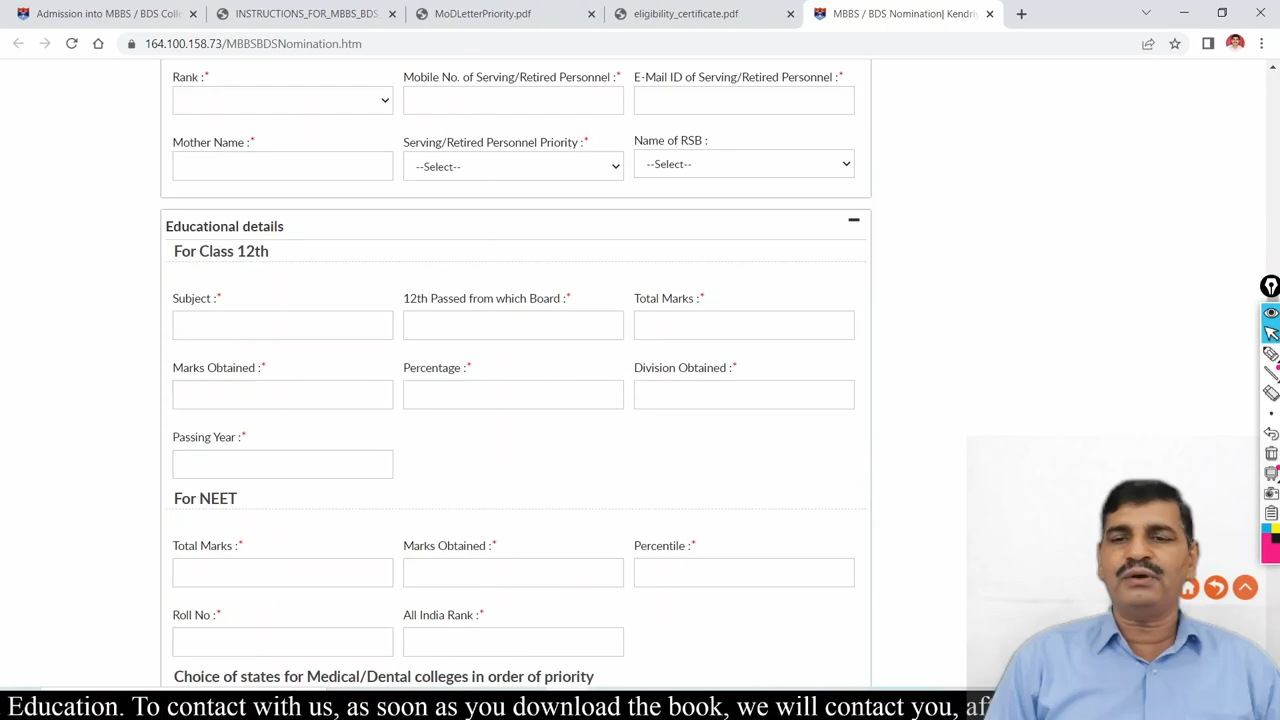 Admission into MBBS / BDS Colle
INSTRUCTIONS_FOR_MBBS_BDS_
MoDLetterPriority.pdf
eligibility_certificate.pdf
MBBS / BDS Nomination| Kendriy
164.100.158.73/MBBSBDSNomination.htm
Rank :* Mobile No. of Serving/Retired Personnel :* E-Mail ID of Serving/Retired Personnel :*
Mother Name :* Serving/Retired Personnel Priority :* Name of RSB :
--Select-- --Select--
Educational details
For Class 12th
Subject :* 12th Passed from which Board :* Total Marks :*
Marks Obtained :* Percentage :* Division Obtained :*
Passing Year :*
For NEET
Total Marks :* Marks Obtained :* Percentile :*
Roll No :* All India Rank :*
Choice of states for Medical/Dental colleges in order of priority
Education. To contact with us, as soon as you download the book, we will contact you, af